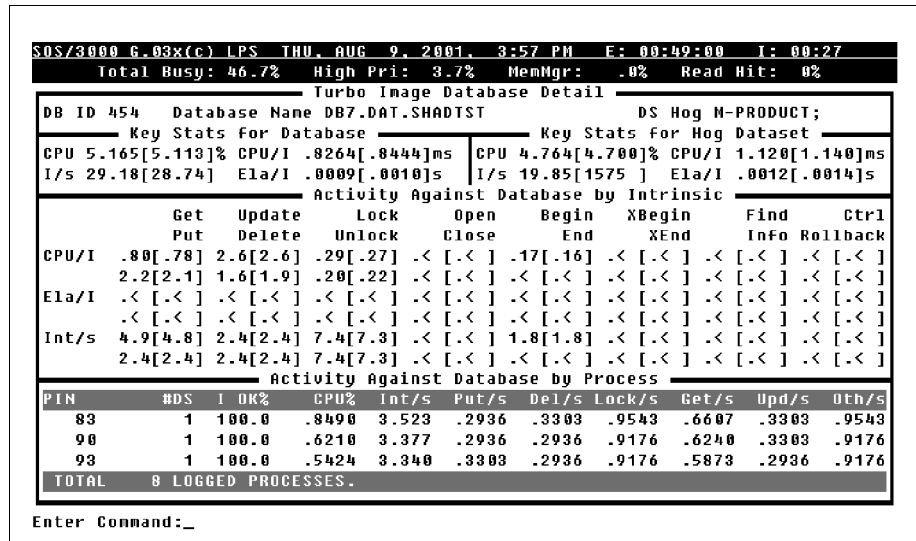 SOS/3000 G.03x(c) LPS THU, AUG 9, 2001, 3:57 PM E: 00:49:00 I: 00:27
Total Busy: 46.7% High Pri: 3.7% MemMgr: .0% Read Hit: 0%
Turbo Image Database Detail
DB ID 454 Database Name DB7.DAT.SHADTST DS Hog M-PRODUCT;
Key Stats for Database Key Stats for Hog Dataset
CPU 5.165[5.113]% CPU/I .8264[.8444]ms CPU 4.764[4.700]% CPU/I 1.120[1.140]ms
I/s 29.18[28.74] Ela/I .0009[.0010]s I/s 19.85[1575 ] Ela/I .0012[.0014]s
Activity Against Database by Intrinsic
Get Update Lock Open Begin XBegin Find Ctrl
Put Delete Unlock Close End XEnd Info Rollback
CPU/I .80[.78] 2.6[2.6] .29[.27] .< [.< ] .17[.16] .< [.< ] .< [.< ] .< [.< ]
2.2[2.1] 1.6[1.9] .20[.22] .< [.< ] .< [.< ] .< [.< ] .< [.< ] .< [.< ]
Ela/I .< [.< ] .< [.< ] .< [.< ] .< [.< ] .< [.< ] .< [.< ] .< [.< ] .< [.< ]
.< [.< ] .< [.< ] .< [.< ] .< [.< ] .< [.< ] .< [.< ] .< [.< ] .< [.< ]
Int/s 4.9[4.8] 2.4[2.4] 7.4[7.3] .< [.< ] 1.8[1.8] .< [.< ] .< [.< ] .< [.< ]
2.4[2.4] 2.4[2.4] 7.4[7.3] .< [.< ] .< [.< ] .< [.< ] .< [.< ] .< [.< ]
Activity Against Database by Process
PIN #DS I OK% CPU% Int/s Put/s Del/s Lock/s Get/s Upd/s Oth/s
83 1 100.0 .8490 3.523 .2936 .3303 .9543 .6607 .3303 .9543
90 1 100.0 .6210 3.377 .2936 .2936 .9176 .6240 .3303 .9176
93 1 100.0 .5424 3.340 .3303 .2936 .9176 .5873 .2936 .9176
TOTAL 8 LOGGED PROCESSES.
Enter Command:_